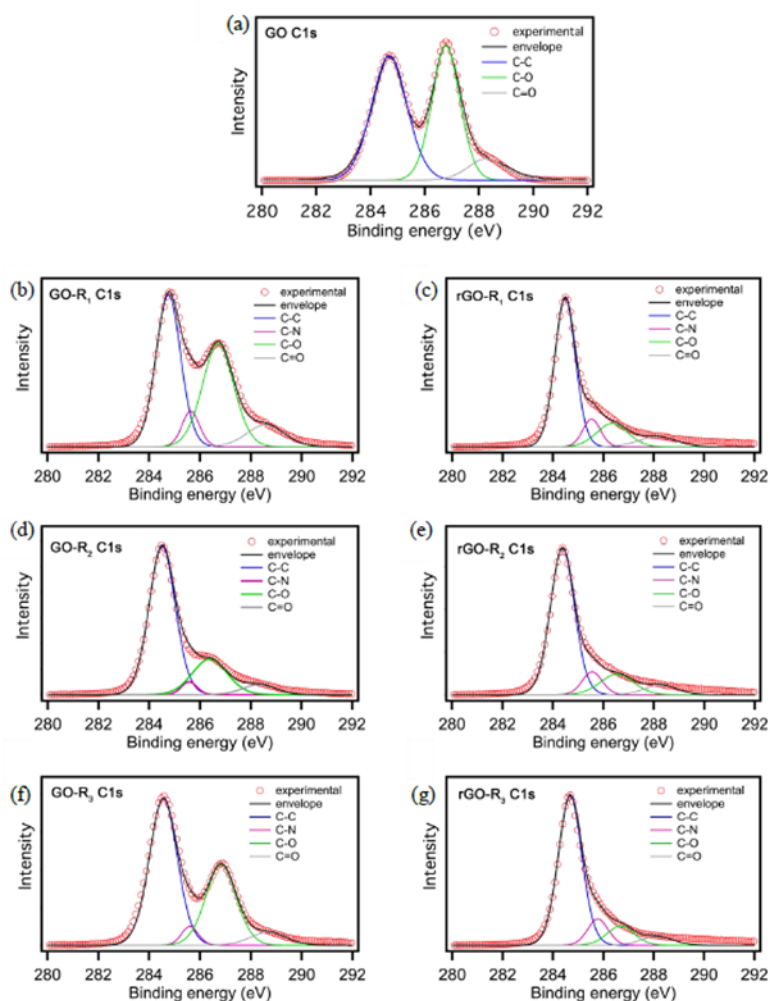 (a)
GO C1s
experimental
envelope
C-C
C-O
C=O
Intensity
280 282 284 286 288 290 292
Binding energy (eV)
(b)
GO-R1 C1s
experimental
envelope
C-C
C-N
C-O
C=O
Intensity
280 282 284 286 288 290 292
Binding energy (eV)
(c)
rGO-R1 C1s
experimental
envelope
C-C
C-N
C-O
C=O
Intensity
280 282 284 286 288 290 292
Binding energy (eV)
(d)
GO-R2 C1s
experimental
envelope
C-C
C-N
C-O
C=O
Intensity
280 282 284 286 288 290 292
Binding energy (eV)
(e)
rGO-R2 C1s
experimental
envelope
C-C
C-N
C-O
C=O
Intensity
280 282 284 286 288 290 292
Binding energy (eV)
(f)
GO-R3 C1s
experimental
envelope
C-C
C-N
C-O
C=O
Intensity
280 282 284 286 288 290 292
Binding energy (eV)
(g)
rGO-R3 C1s
experimental
envelope
C-C
C-N
C-O
C=O
Intensity
280 282 284 286 288 290 292
Binding energy (eV)